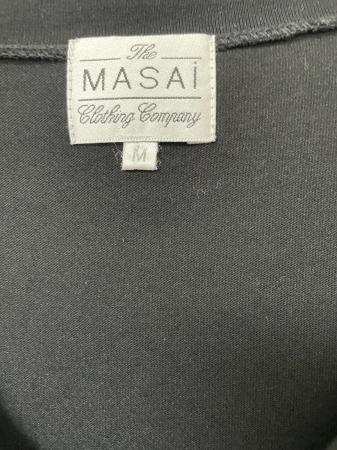 The
MASAi
Clothing Company
M